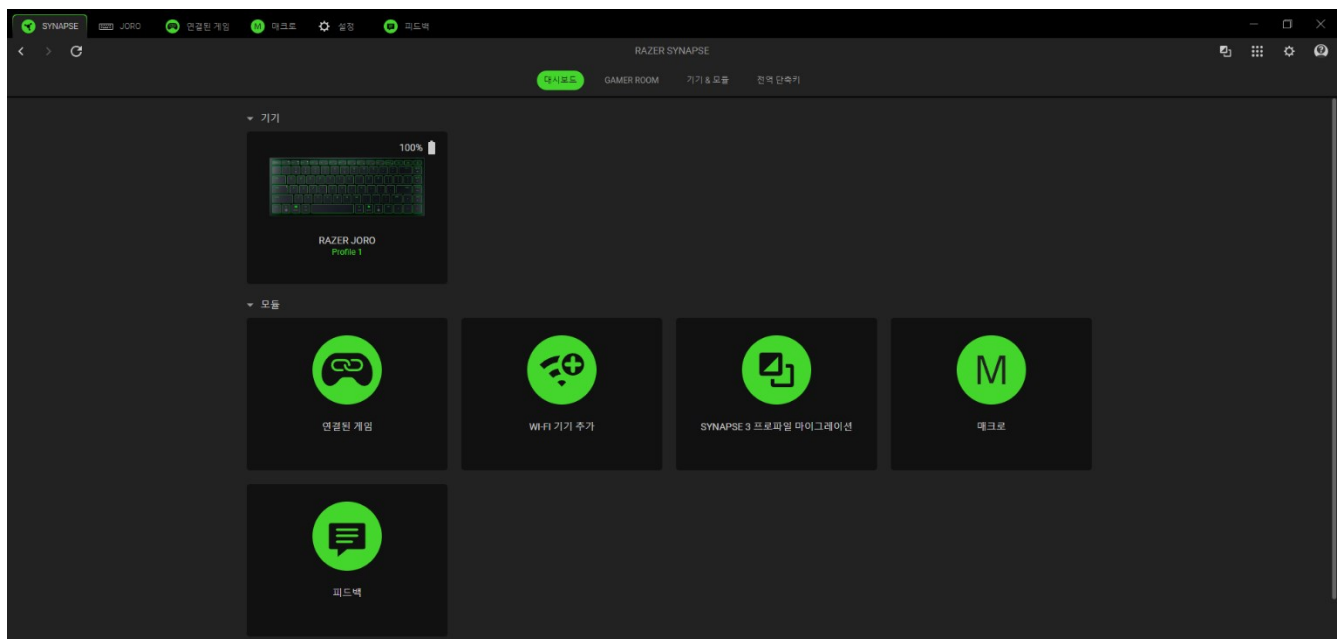 SYNAPSE JORO 연결된 게임 매크로 설정 피드백
RAZER SYNAPSE
대시보드 GAMER ROOM 기기 & 모듈 전역 단축키
기기
100%
RAZER JORO
Profile 1
모듈
연결된 게임 WI-FI 기기 추가 SYNAPSE 3 프로파일 마이그레이션 매크로
피드백